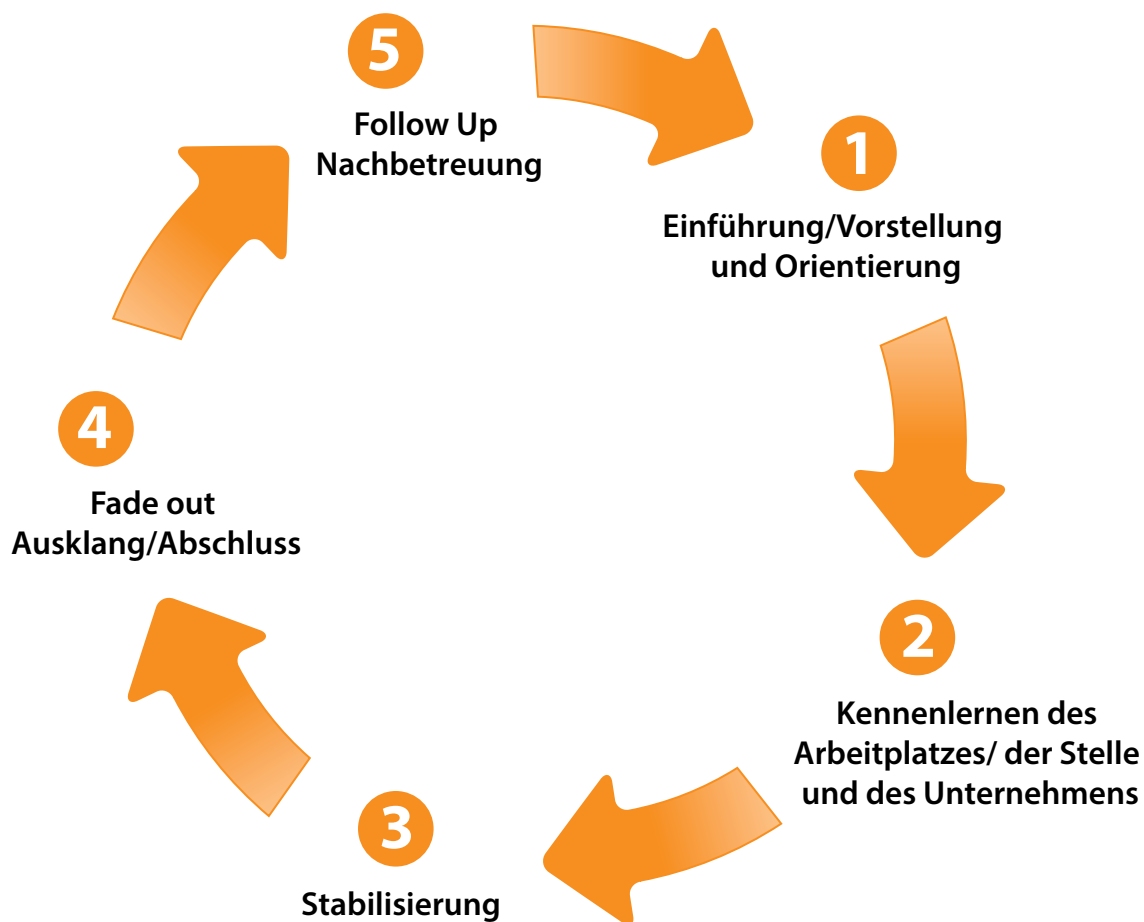 5
Follow Up
Nachbetreuung
1
Einführung/Vorstellung
und Orientierung
2
Kennenlernen des
Arbeitplatzes/ der Stelle
und des Unternehmens
3
Stabilisierung
4
Fade out
Ausklang/Abschluss